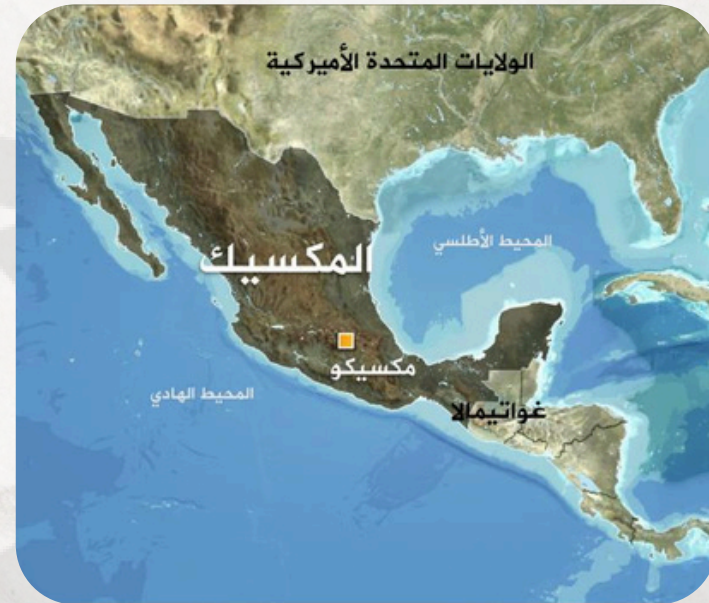 الولايات المتحدة الأميركية
المحيط الأطلسي
المكسيك
مكسيكو
المحيط الهادي
غواتيمالا